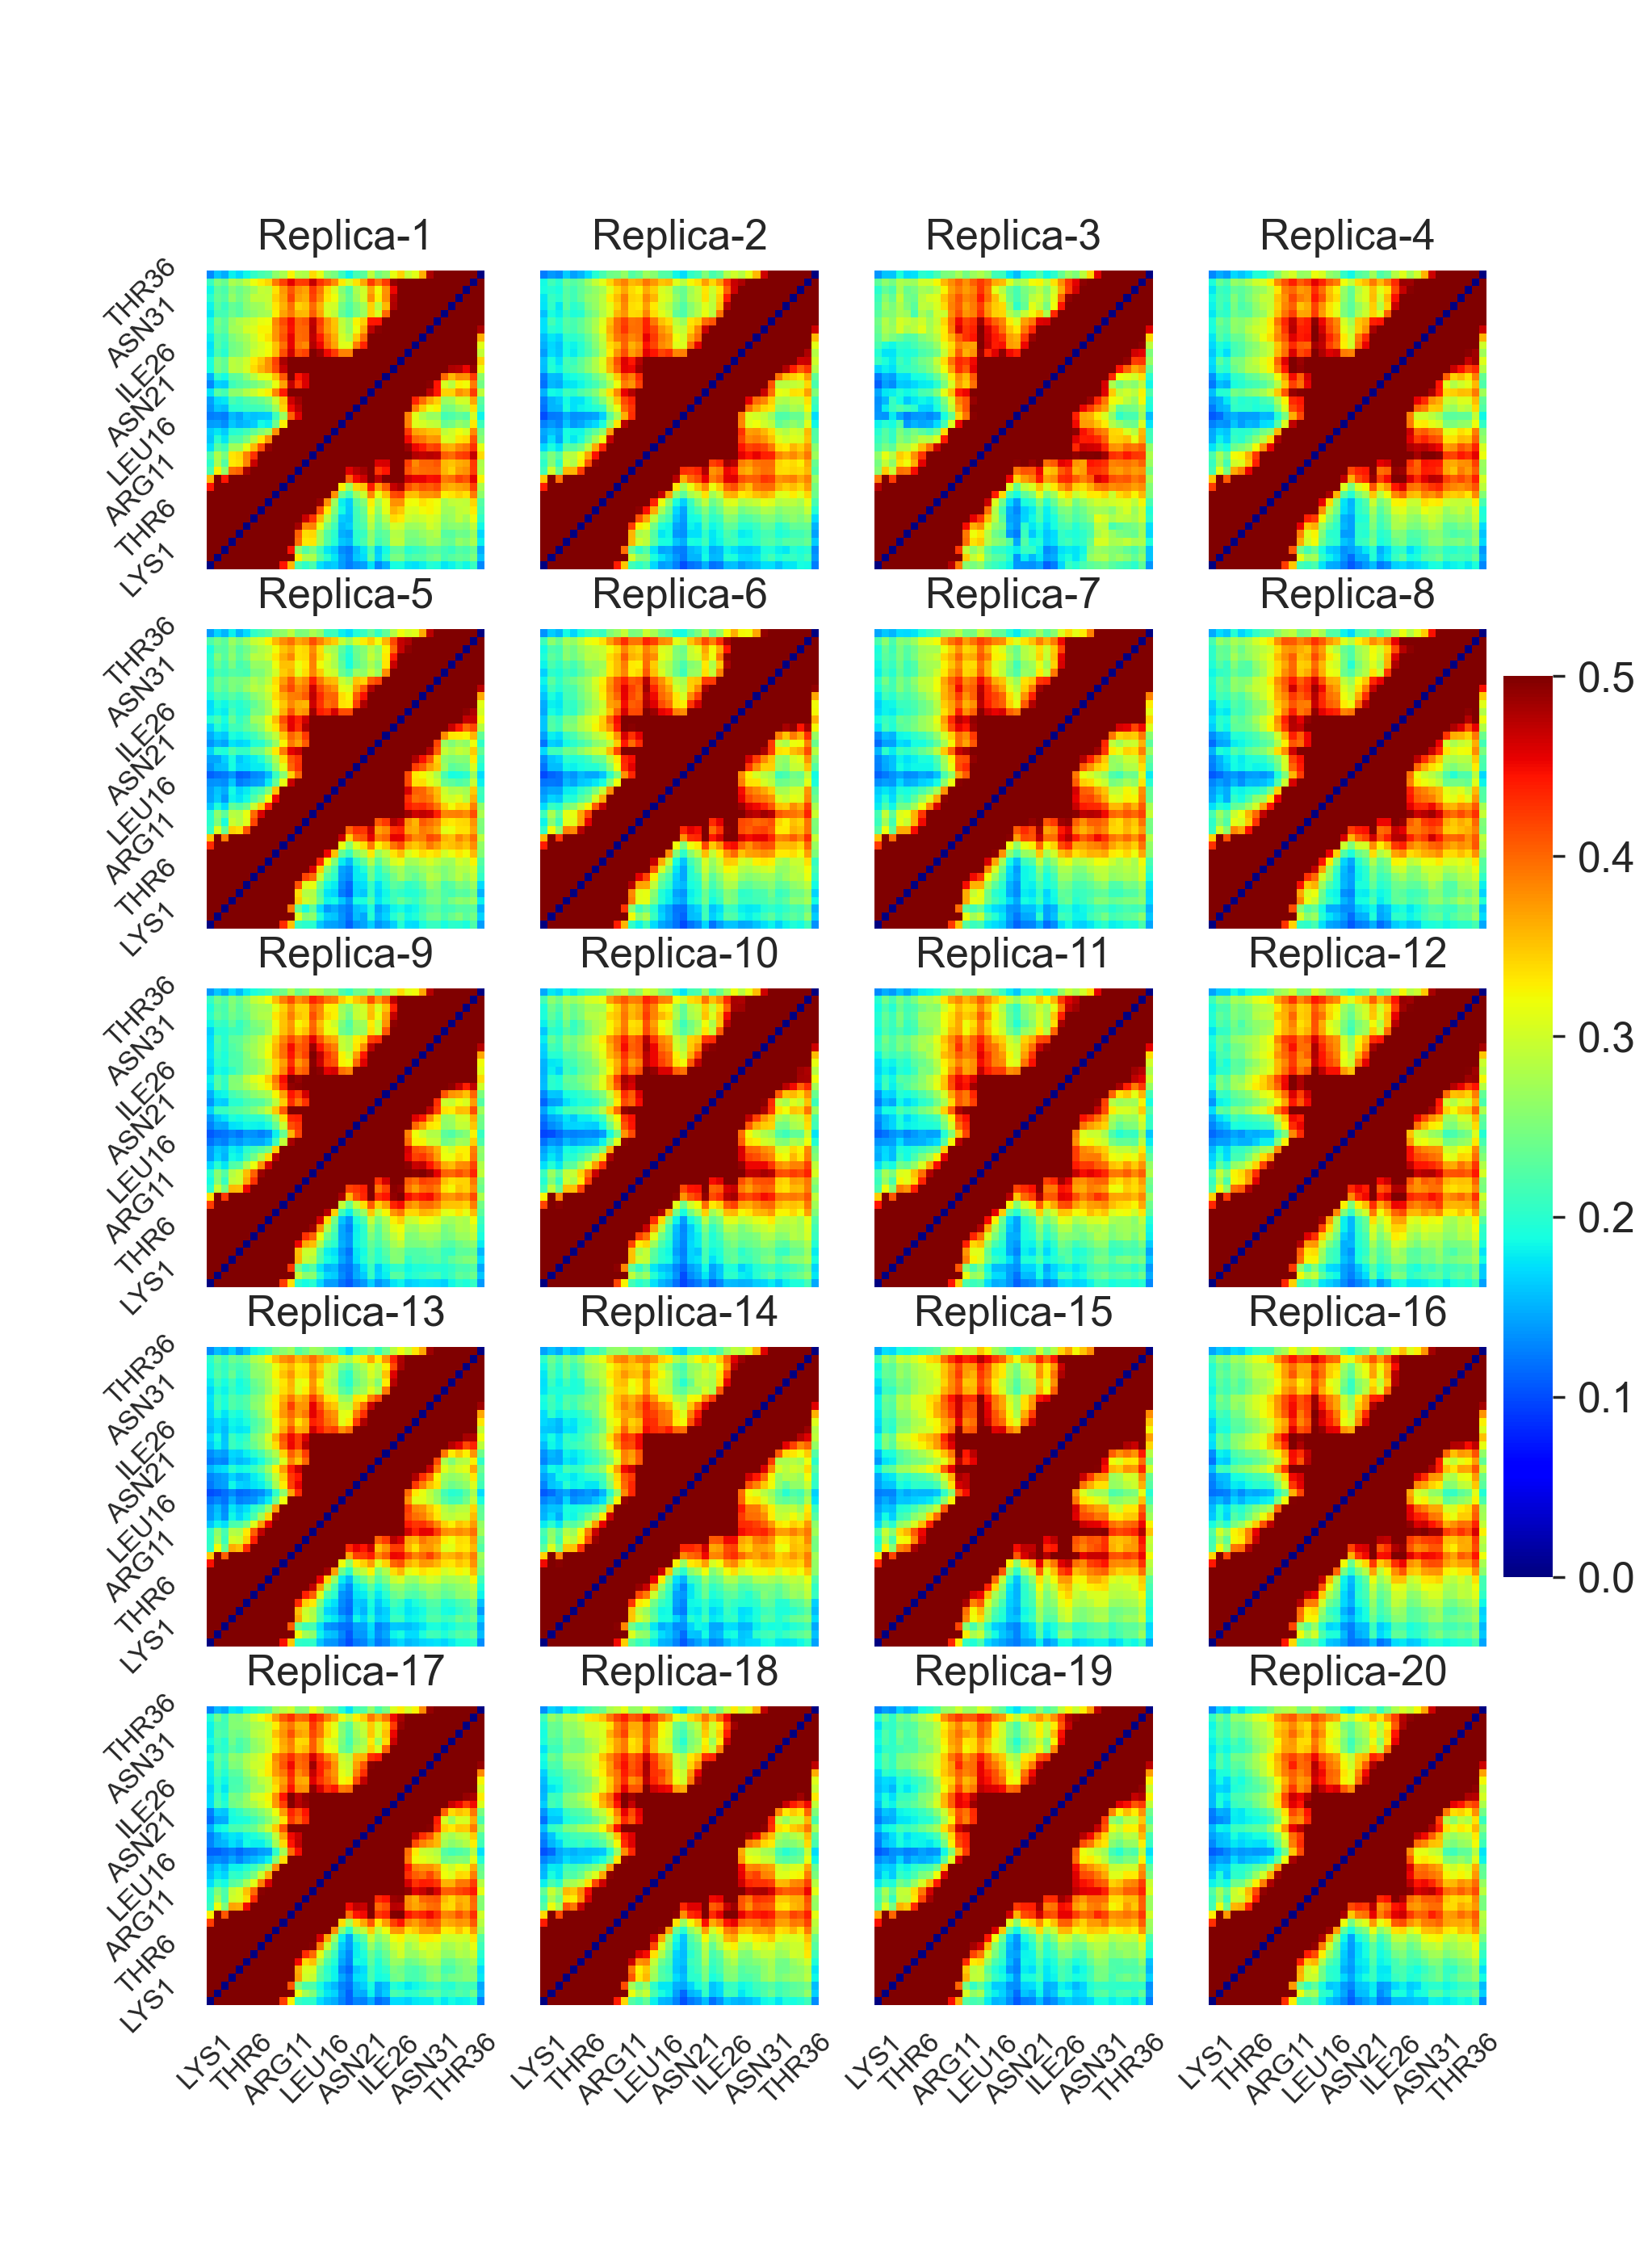 Replica-1 Replica-2 Replica-3 Replica-4
THR36
ASN31
ILE26
ASN21
LEU16
ARG11
THR6
LYS1
Replica-5 Replica-6 Replica-7 Replica-8
THR36
ASN31
ILE26
ASN21
LEU16
ARG11
THR6
LYS1
0.5
0.4
0.3
0.2
0.1
0.0
Replica-9 Replica-10 Replica-11 Replica-12
THR36
ASN31
ILE26
ASN21
LEU16
ARG11
THR6
LYS1
Replica-13 Replica-14 Replica-15 Replica-16
THR36
ASN31
ILE26
ASN21
LEU16
ARG11
THR6
LYS1
Replica-17 Replica-18 Replica-19 Replica-20
THR36
ASN31
ILE26
ASN21
LEU16
ARG11
THR6
LYS1
LYS1 THR6 ARG11 LEU16 ASN21 ILE26 ASN31 THR36 LYS1 THR6 ARG11 LEU16 ASN21 ILE26 ASN31 THR36 LYS1 THR6 ARG11 LEU16 ASN21 ILE26 ASN31 THR36 LYS1 THR6 ARG11 LEU16 ASN21 ILE26 ASN31 THR36